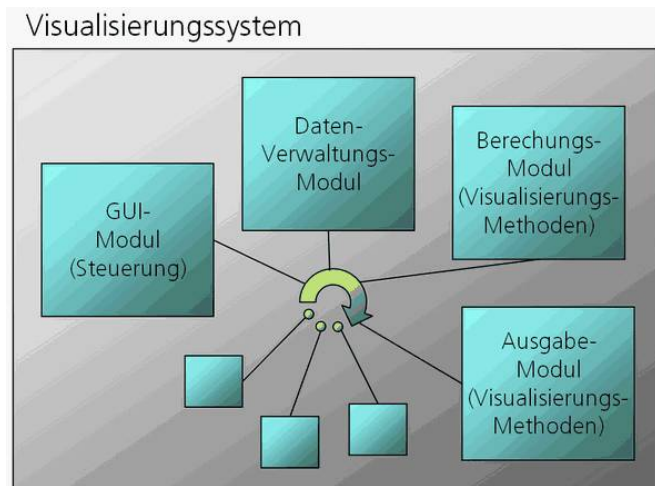 Visualisierungssystem
Daten-
Verwaltungs-
Modul
Berechungs-
Modul
(Visualisierungs-
Methoden)
GUI-
Modul
(Steuerung)
Ausgabe-
Modul
(Visualisierungs-
Methoden)